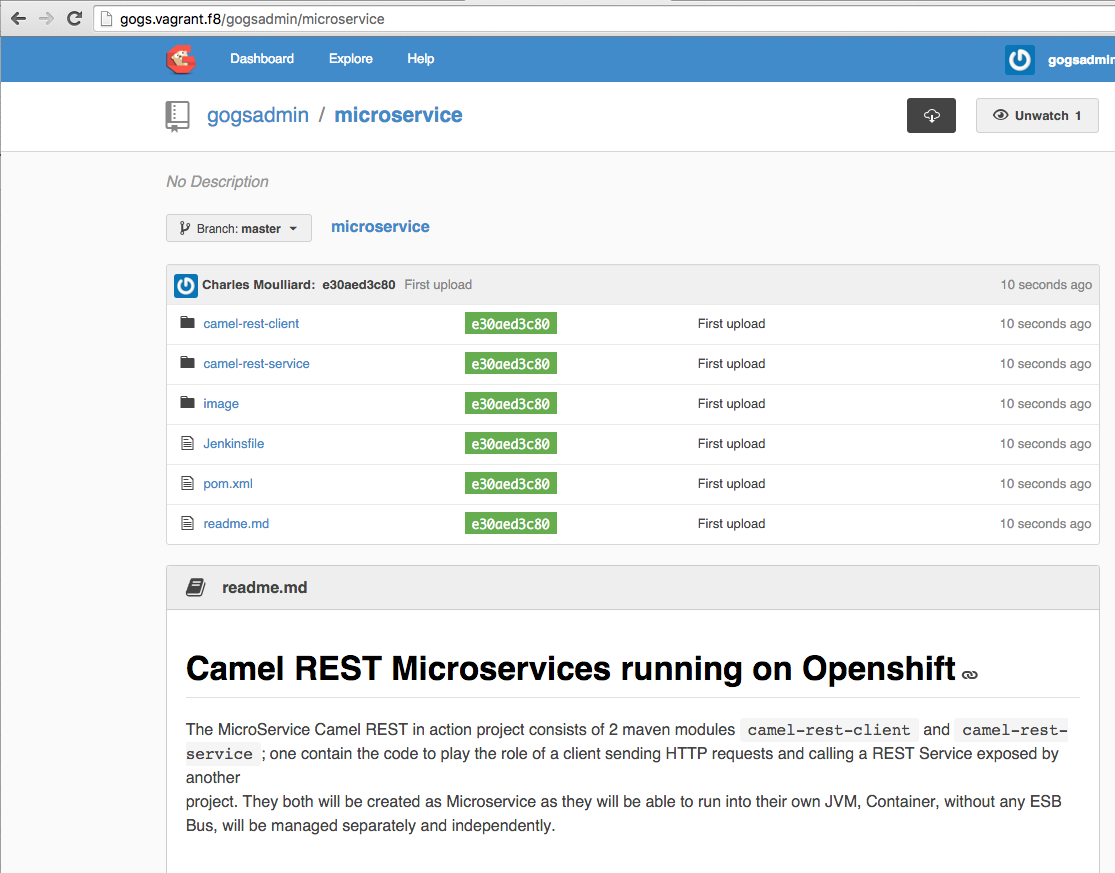 gogs.vagrant.f8/gogsadmin/microservice
Dashboard Explore Help gogsadmin
gogsadmin / microservice Unwatch 1
No Description
Branch: master microservice
Charles Moulliard: e30aed3c80 First upload 10 seconds ago
camel-rest-client e30aed3c80 First upload 10 seconds ago
camel-rest-service e30aed3c80 First upload 10 seconds ago
image e30aed3c80 First upload 10 seconds ago
Jenkinsfile e30aed3c80 First upload 10 seconds ago
pom.xml e30aed3c80 First upload 10 seconds ago
readme.md e30aed3c80 First upload 10 seconds ago
readme.md
Camel REST Microservices running on Openshift
The MicroService Camel REST in action project consists of 2 maven modules camel-rest-client and camel-rest-
service ; one contain the code to play the role of a client sending HTTP requests and calling a REST Service exposed by
another
project. They both will be created as Microservice as they will be able to run into their own JVM, Container, without any ESB
Bus, will be managed separately and independently.